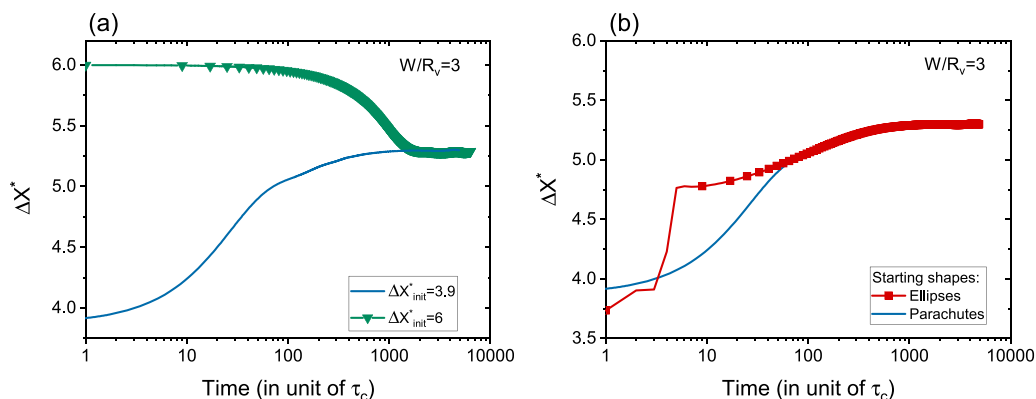 (a)
W/Rv=3
6.0
5.5
5.0
4.5
4.0
ΔX*
ΔX*init=3.9
ΔX*init=6
1 10 100 1000 10000
Time (in unit of τc)
(b)
W/Rv=3
6.0
5.5
5.0
4.5
4.0
3.5
ΔX*
Starting shapes:
Ellipses
Parachutes
1 10 100 1000 10000
Time (in unit of τc)